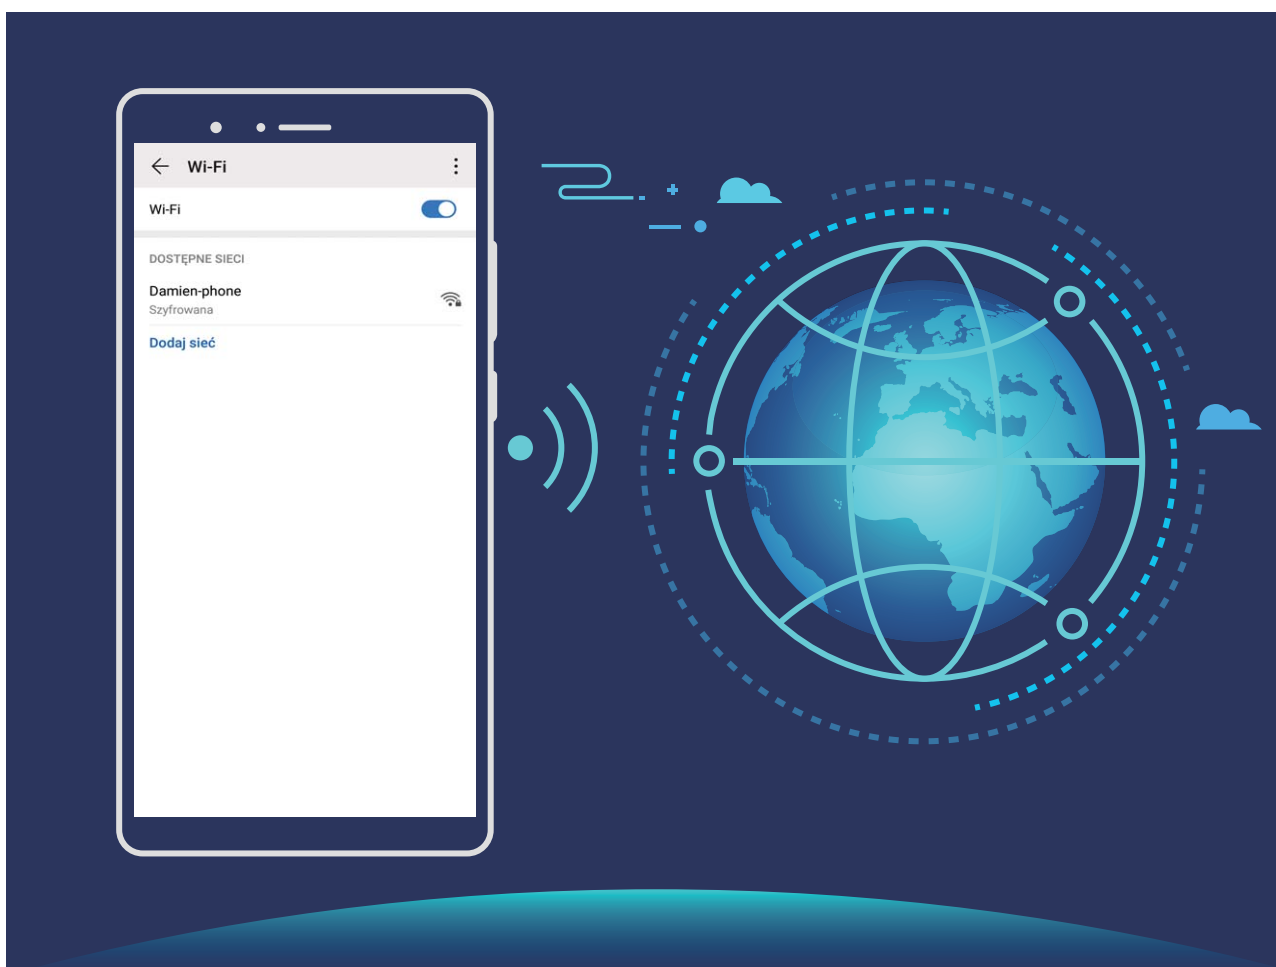 Wi-Fi
Wi-Fi
DOSTĘPNE SIECI
Damien-phone
Szyfrowana
Dodaj sieć